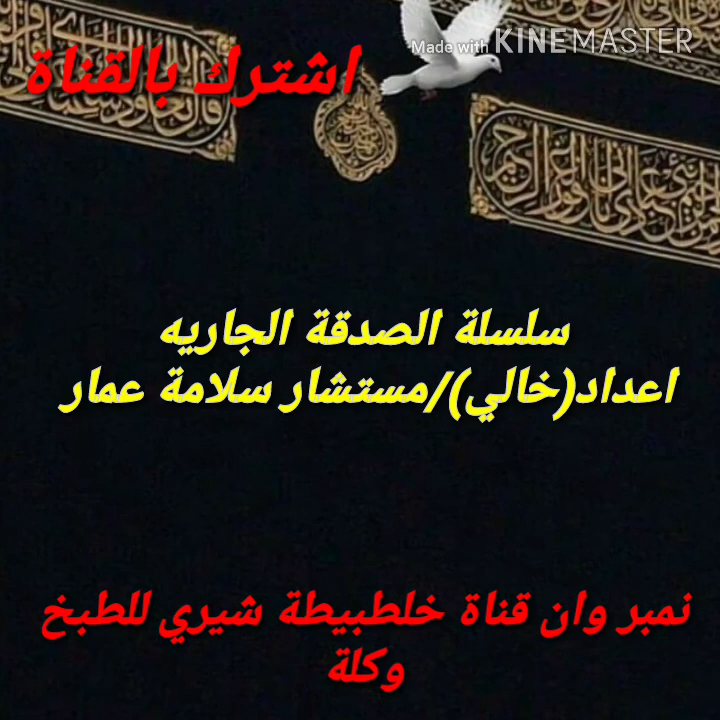 Made with KINEMASTER
اشترك بالقناة
سلسلة الصدقة الجاريه
اعداد(خالي)/مستشار سلامة عمار
نمبر وان قناة خلطبيطة شيري للطبخ
وكلة